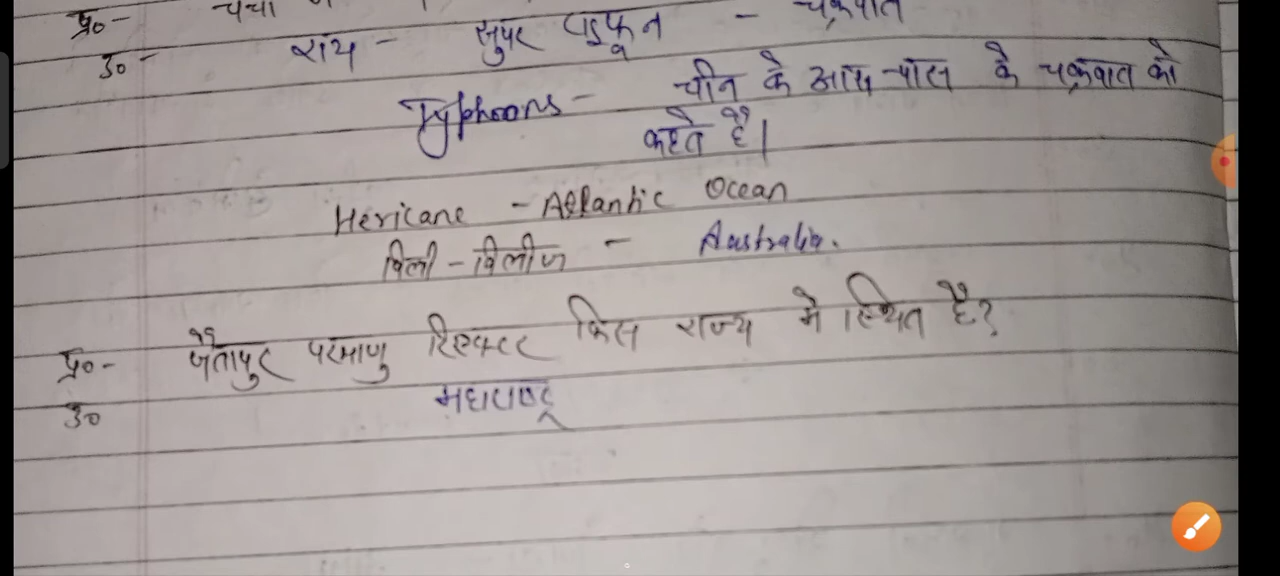 प्र०-
उ०- राय - सुपर टाइफून - चक्रवात
Typhoons - चीन के आस-पास के चक्रवात को
कहते हैं।
Hericane - Atlantic Ocean
विली-विलीज - Australia.
प्र०- जैतापुर परमाणु रिएक्टर किस राज्य में स्थित है?
उ० महाराष्ट्र